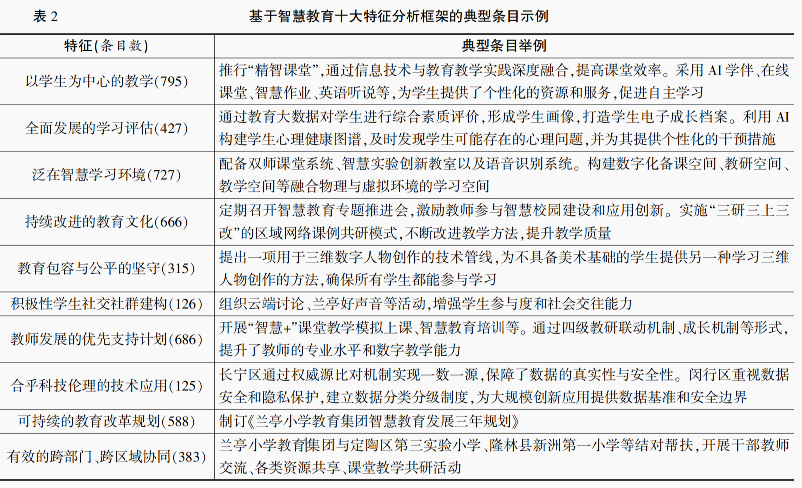 表 2 基于智慧教育十大特征分析框架的典型条目示例
特征(条目数) 典型条目举例
以学生为中心的教学(795)
推行“精智课堂”,通过信息技术与教育教学实践深度融合,提高课堂效率。采用 AI 学伴、在线
课堂、智慧作业、英语听说等,为学生提供了个性化的资源和服务,促进自主学习
全面发展的学习评估(427)
通过教育大数据对学生进行综合素质评价,形成学生画像,打造学生电子成长档案。利用 AI
构建学生心理健康图谱,及时发现学生可能存在的心理问题,并为其提供个性化的干预措施
泛在智慧学习环境(727)
配备双师课堂系统、智慧实验创新教室以及语音识别系统。构建数字化备课空间、教研空间、
教学空间等融合物理与虚拟环境的学习空间
持续改进的教育文化(666)
定期召开智慧教育专题推进会,激励教师参与智慧校园建设和应用创新。实施“三研三上三
改”的区域网络课例共研模式,不断改进教学方法,提升教学质量
教育包容与公平的坚守(315)
提出一项用于三维数字人物创作的技术管线,为不具备美术基础的学生提供另一种学习三维
人物创作的方法,确保所有学生都能参与学习
积极性学生社交社群建构(126)
组织云端讨论、兰亭好声音等活动,增强学生参与度和社会交往能力
教师发展的优先支持计划(686)
开展“智慧+”课堂教学模拟上课、智慧教育培训等。通过四级教研联动机制、成长机制等形式,
提升了教师的专业水平和数字教学能力
合乎科技伦理的技术应用(125)
长宁区通过权威源比对机制实现一数一源,保障了数据的真实性与安全性。闵行区重视数据
安全和隐私保护,建立数据分类分级制度,为大规模创新应用提供数据基准和安全边界
可持续的教育改革规划(588)
制订《兰亭小学教育集团智慧教育发展三年规划》
有效的跨部门、跨区域协同(383)
兰亭小学教育集团与定陶区第三实验小学、隆林县新洲第一小学等结对帮扶,开展干部教师
交流、各类资源共享、课堂教学共研活动